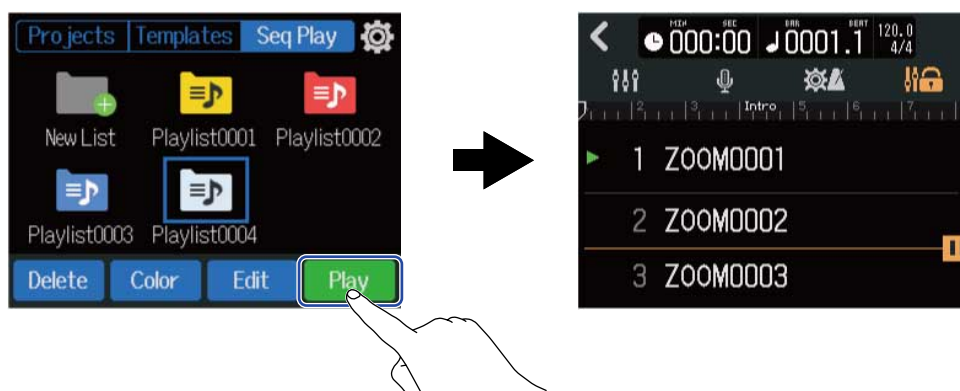 Projects Templates Seq Play
New List Playlist0001 Playlist0002
Playlist0003 Playlist0004
Delete Color Edit Play
MIN SEC BAR BEAT
000:00 0001.1 120.0
4/4
2 3 Intro 5 6 7
1 ZOOM0001
2 ZOOM0002
3 ZOOM0003